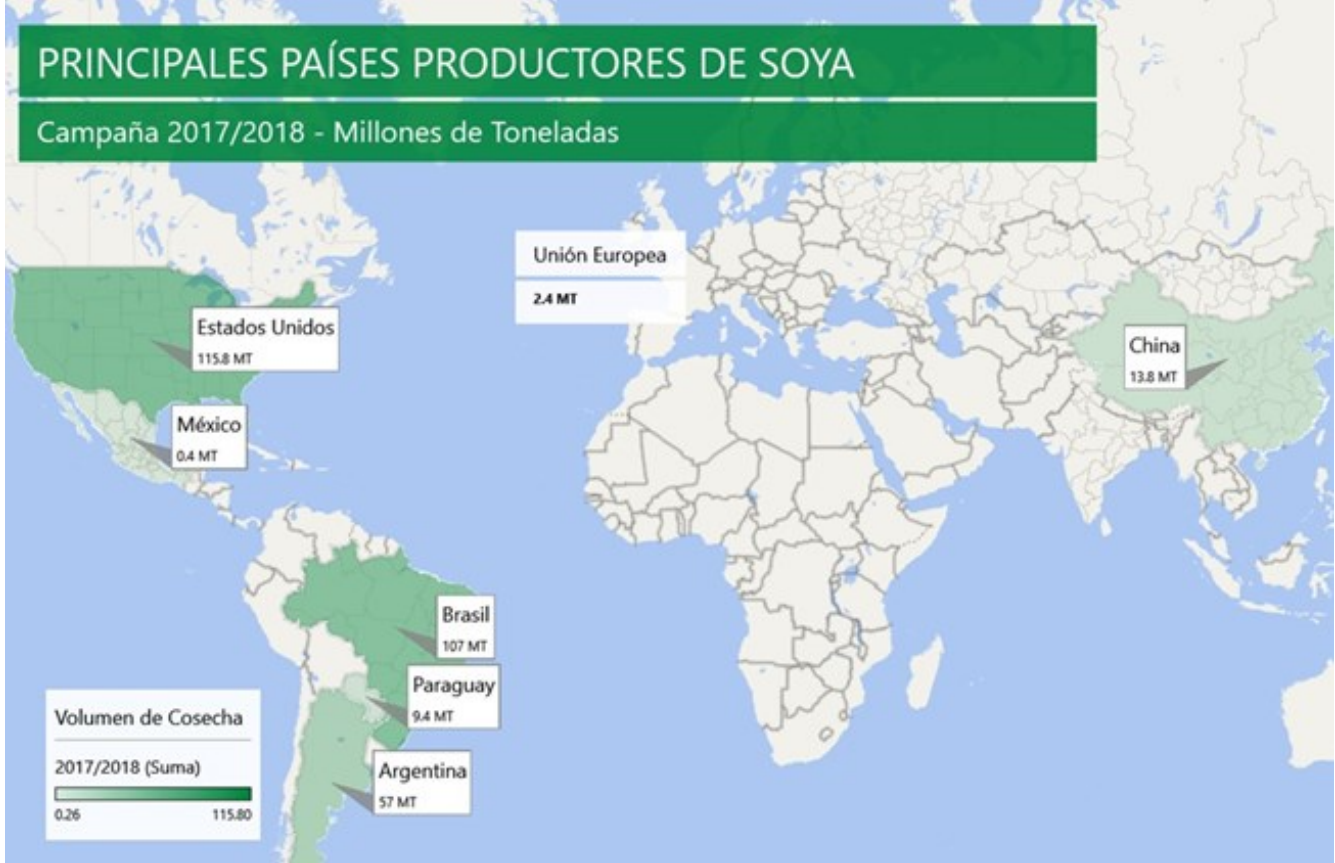 PRINCIPALES PAÍSES PRODUCTORES DE SOYA
Campaña 2017/2018 - Millones de Toneladas
Unión Europea
2.4 MT
Estados Unidos
115.8 MT
China
13.8 MT
México
0.4 MT
Brasil
107 MT
Paraguay
9.4 MT
Argentina
57 MT
Volumen de Cosecha
2017/2018 (Suma)
0.26 115.80